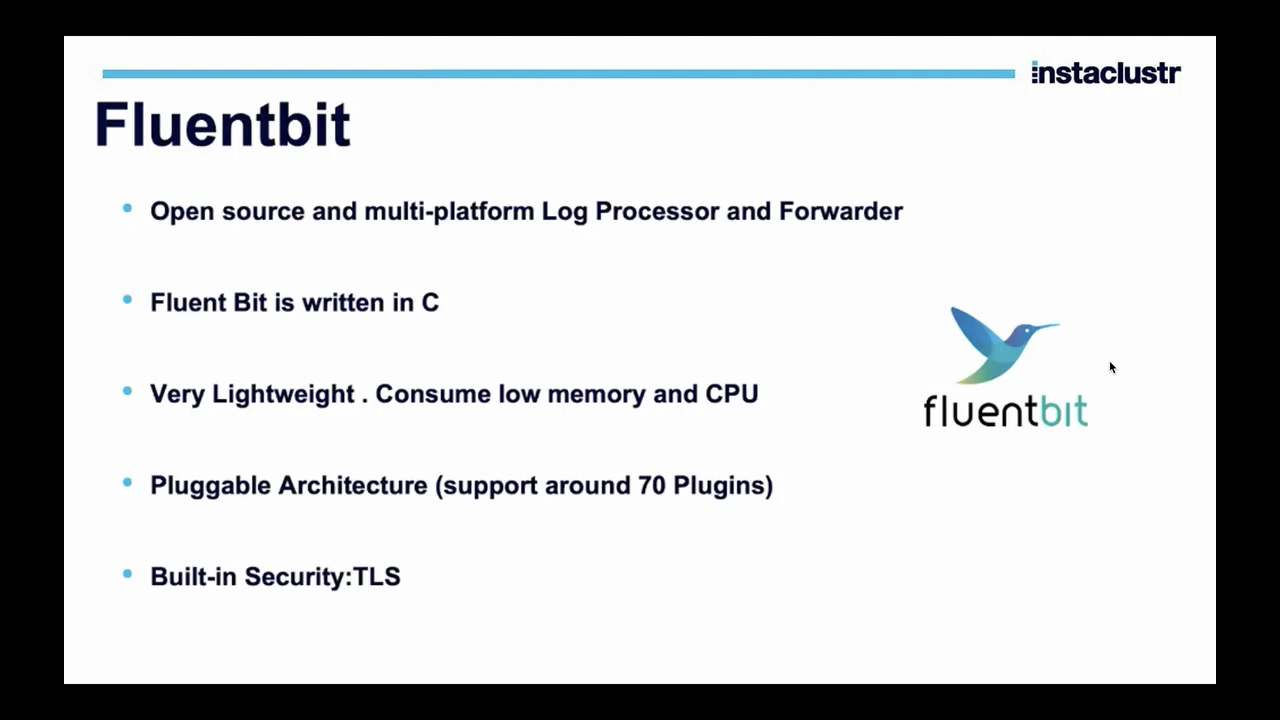 instaclustr
Fluentbit
• Open source and multi-platform Log Processor and Forwarder
• Fluent Bit is written in C
• Very Lightweight . Consume low memory and CPU
fluentbit
• Pluggable Architecture (support around 70 Plugins)
• Built-in Security:TLS